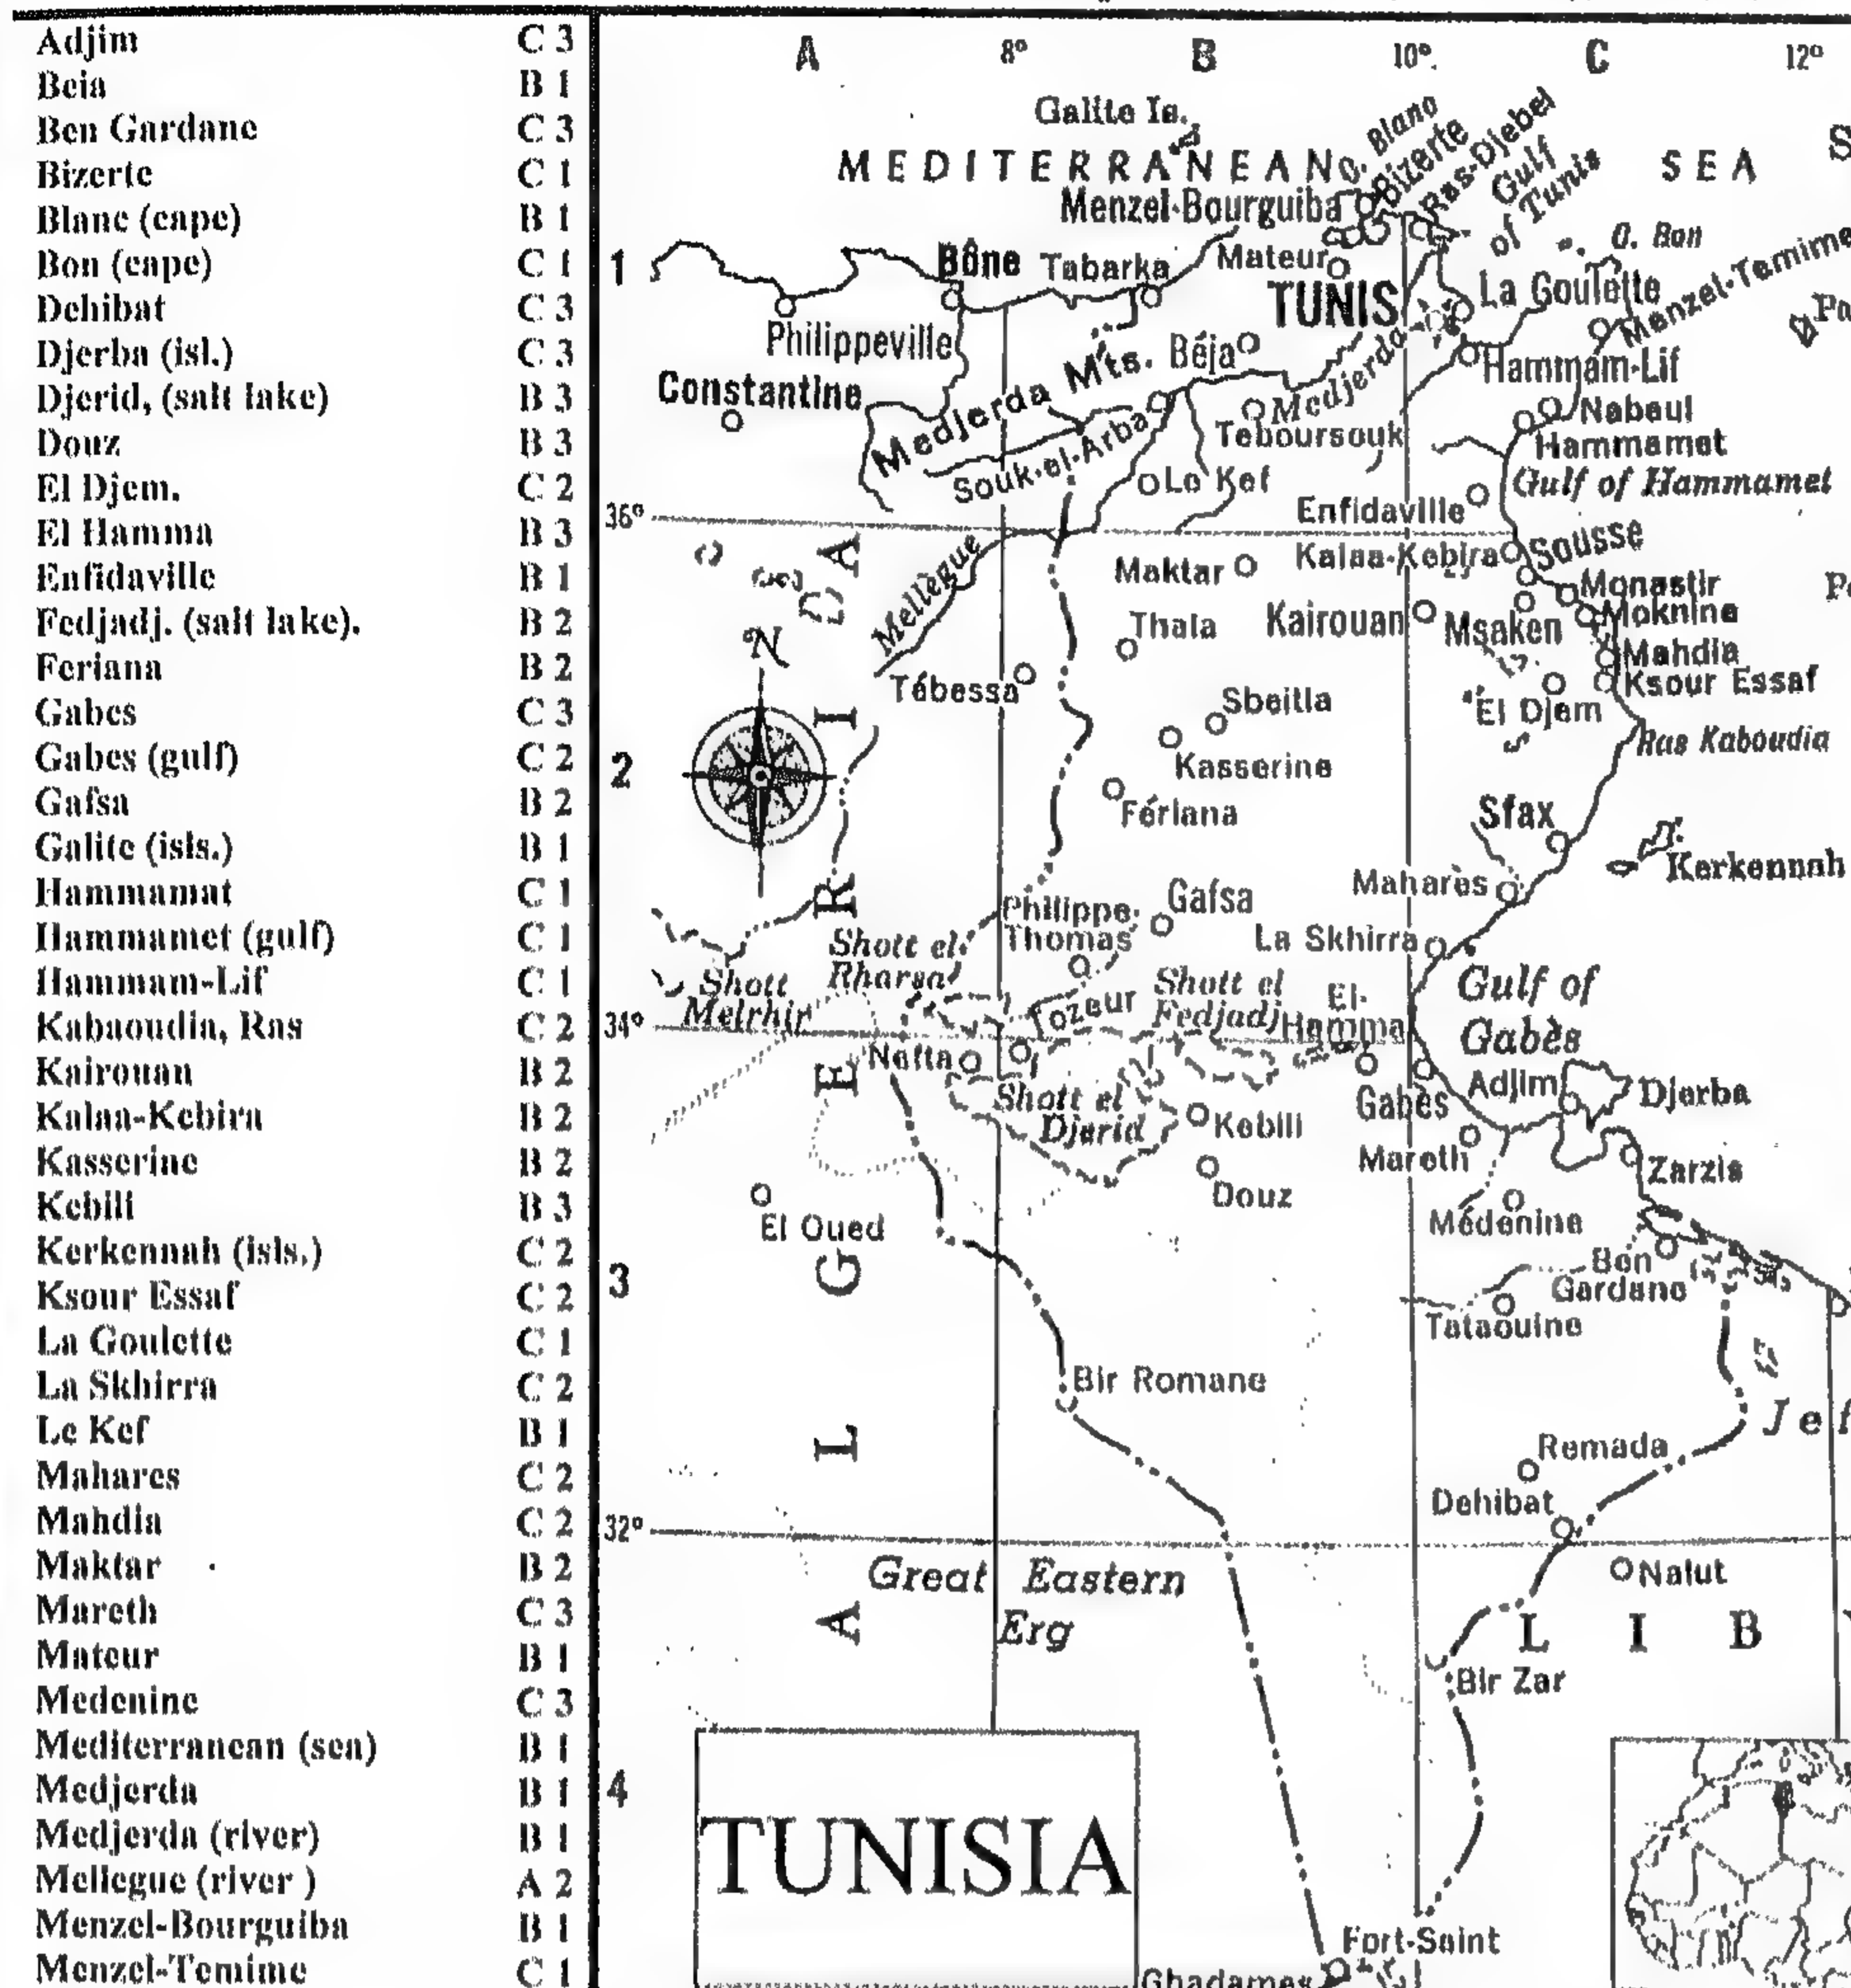 Adjim C 3
Beia B 1
Ben Gardane C 3
Bizerte C 1
Blanc (cape) B 1
Bon (cape) C 1
Dehibat C 3
Djerba (isl.) C 3
Djerid, (salt lake) B 3
Douz B 3
El Djem. C 2
El Hamma B 3
Enfidaville B 1
Fedjadj. (salt lake). B 2
Feriana B 2
Gabes C 3
Gabes (gulf) C 2
Gafsa B 2
Galite (isls.) B 1
Hammamat C 1
Hammamet (gulf) C 1
Hammam-Lif C 1
Kabaoudia, Ras C 2
Kairouan B 2
Kalaa-Kebira B 2
Kasserine B 2
Kebili B 3
Kerkennah (isls.) C 2
Ksour Essaf C 2
La Goulette C 1
La Skhirra C 2
Le Kef B 1
Mahares C 2
Mahdia C 2
Maktar B 2
Mareth C 3
Mateur B 1
Medenine C 3
Mediterranean (sea) B 1
Medjerda B 1
Medjerda (river) B 1
Mellegue (river ) A 2
Menzel-Bourguiba B 1
Menzel-Temime C 1
A 8° B 10° C 12°
Galite Is.
MEDITERRANEAN SEA
C. Blanc
Bizerte
Ras-Djebel
Gulf
of Tunis
Menzel-Bourguiba
C. Bon
1
Bône
Tabarka
Mateur
TUNIS
La Goulette
Menzel-Temime
Philippeville
Béja
Medjerda
Hammam-Lif
Constantine
Medjerda Mts.
Souk-el-Arba
Teboursouk
Nabeul
Hammamet
Le Kef
Gulf of Hammamet
Enfidaville
36°
Mellègue
Maktar
Kalaa-Kebira
Sousse
Monastir
Thala
Kairouan
Msaken
Moknine
Mahdia
Tébessa
Ksour Essaf
Sbeitla
El Djem
Ras Kaboudia
N
2
Kasserine
Fériana
Sfax
Kerkennah
Mahares
Philippe-
Thomas
Gafsa
La Skhirra
Shott el
Rharsa
Shott
Melrhir
Tozeur
Shott el
Fedjadj
El-
Hamma
Gulf of
Gabès
34°
Nefta
Shott el
Djerid
Kebili
Gabès
Adjim
Djerba
Mareth
Zarzis
Douz
El Oued
Médenine
3
Ben
Gardane
Tataouine
Bir Romane
Jef
Remada
Dehibat
32°
Nalut
Great Eastern
Erg
ALGERIA
L I B
Bir Zar
4
TUNISIA
Fort-Saint
Ghadames